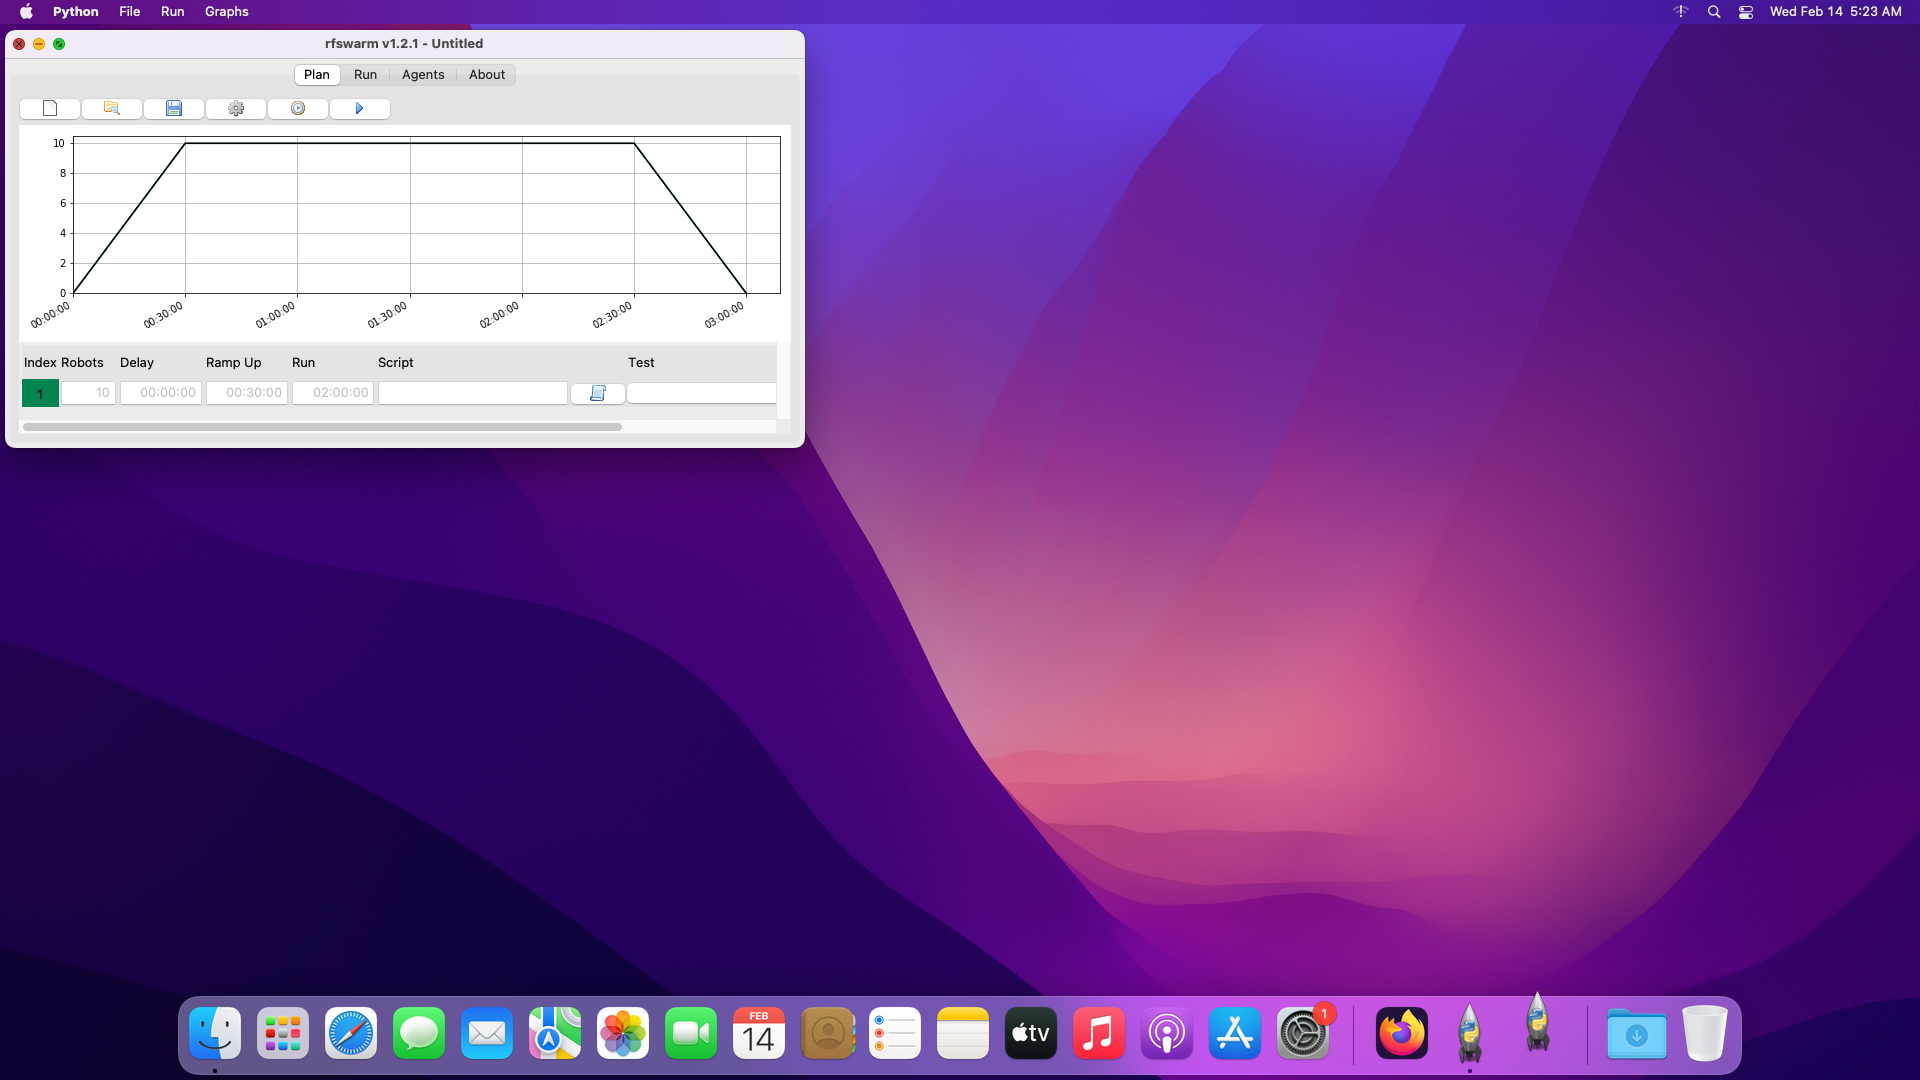 Python File Run Graphs
Wed Feb 14 5:23 AM
rfswarm v1.2.1 - Untitled
Plan Run Agents About
10
8
6
4
2
0
00:00:00 00:30:00 01:00:00 01:30:00 02:00:00 02:30:00 03:00:00
Index Robots Delay Ramp Up Run Script Test
1 10 00:00:00 00:30:00 02:00:00
FEB
14
tv
1